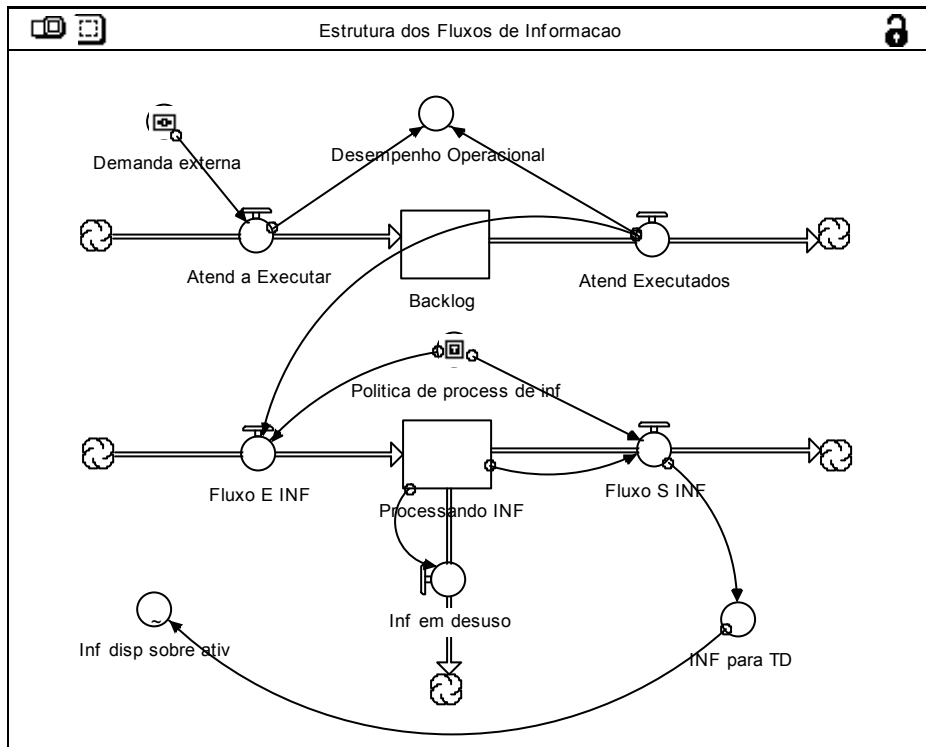 Estrutura dos Fluxos de Informacao
Demanda externa
Desempenho Operacional
Atend a Executar
Backlog
Atend Executados
Politica de process de inf
Fluxo E INF
Processando INF
Fluxo S INF
Inf em desuso
~
Inf disp sobre ativ
INF para TD